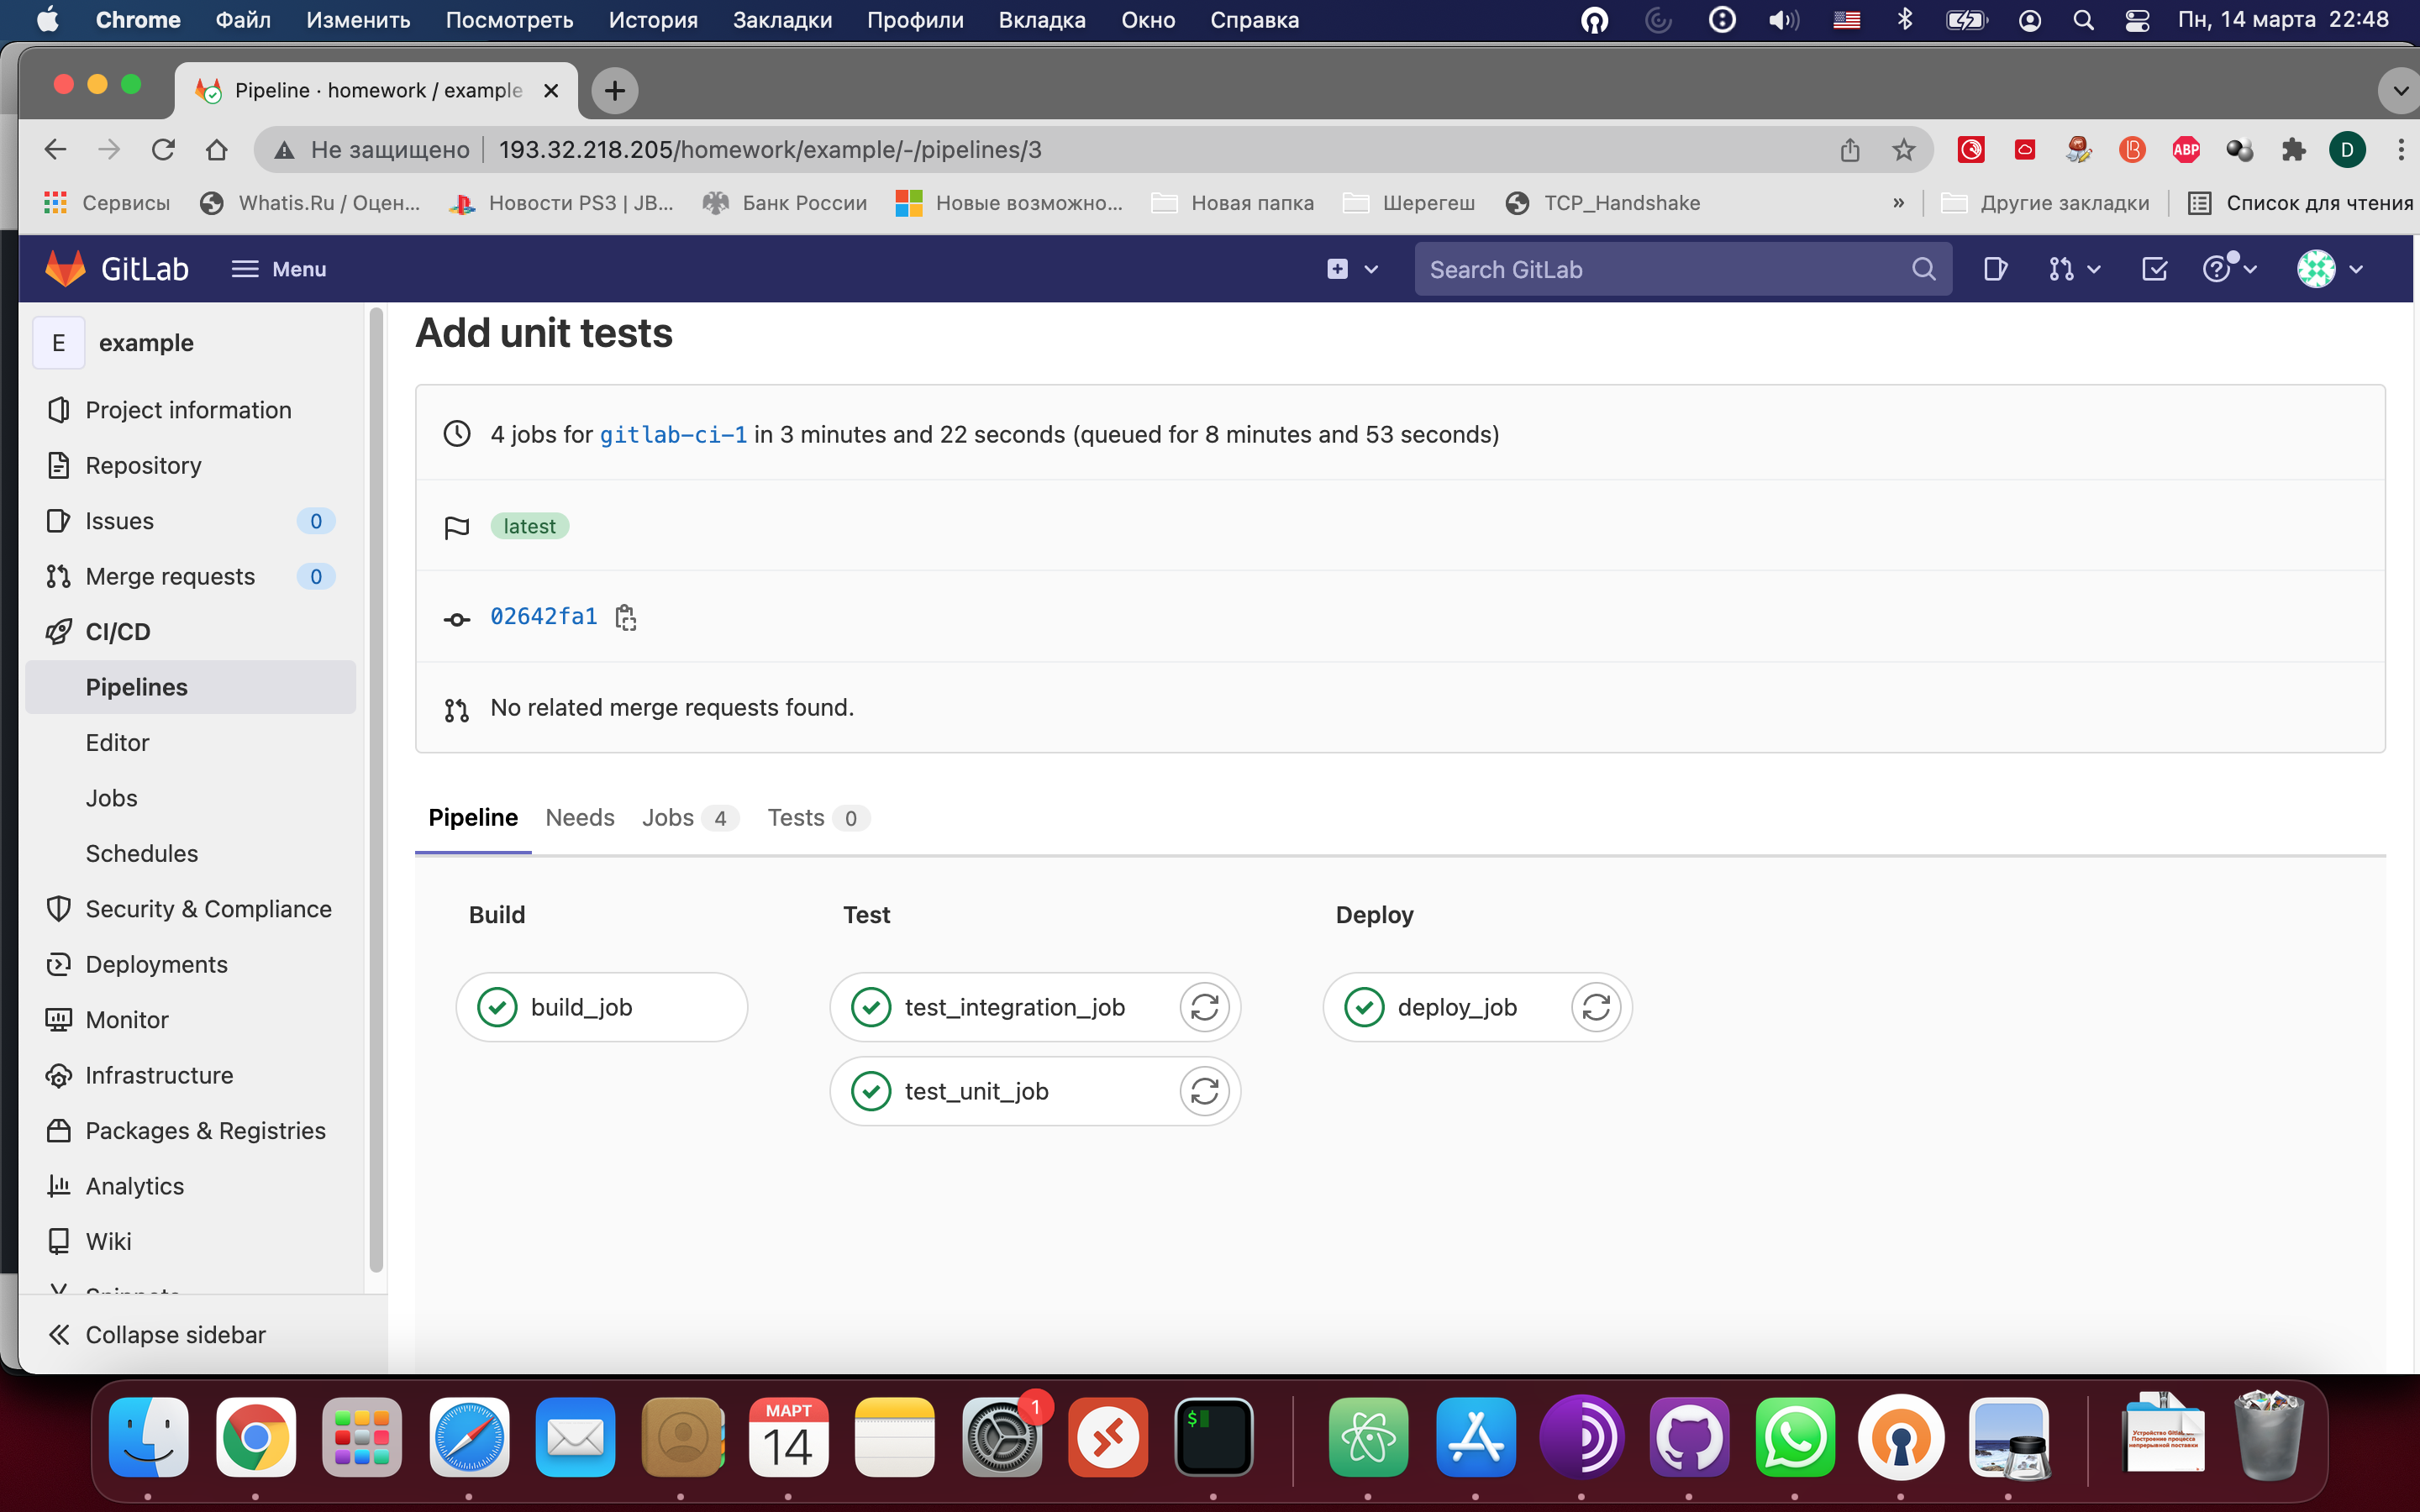 Chrome Файл Изменить Посмотреть История Закладки Профили Вкладка Окно Справка Пн, 14 марта 22:48
Pipeline · homework / example
Не защищено 193.32.218.205/homework/example/-/pipelines/3 ABP D
Сервисы Whatis.Ru / Оцен... Новости PS3 | JB... Банк России Новые возможно... Новая папка Шерегеш TCP_Handshake » Другие закладки Список для чтения
GitLab Menu Search GitLab
E example
Project information
Repository
Issues 0
Merge requests 0
CI/CD
Pipelines
Editor
Jobs
Schedules
Security & Compliance
Deployments
Monitor
Infrastructure
Packages & Registries
Analytics
Wiki
Snippets
Collapse sidebar
Add unit tests
4 jobs for gitlab-ci-1 in 3 minutes and 22 seconds (queued for 8 minutes and 53 seconds)
latest
02642fa1
No related merge requests found.
Pipeline Needs Jobs 4 Tests 0
Build Test Deploy
build_job test_integration_job deploy_job
test_unit_job
МАРТ
14
1
$
Построение процесса
непрерывной поставки